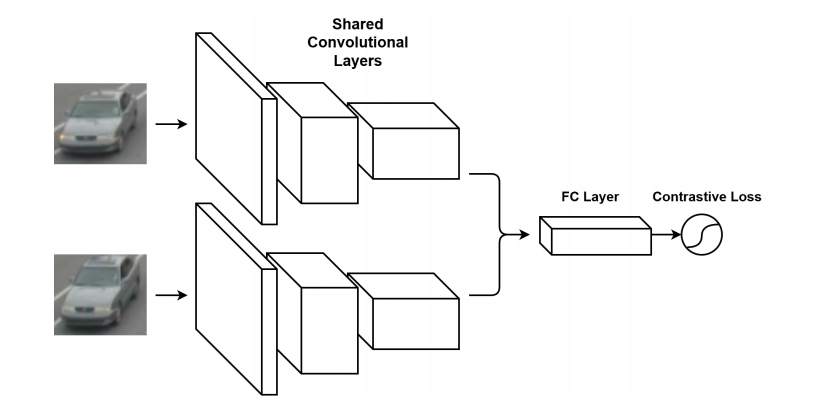 Shared
Convolutional
Layers
FC Layer
Contrastive Loss